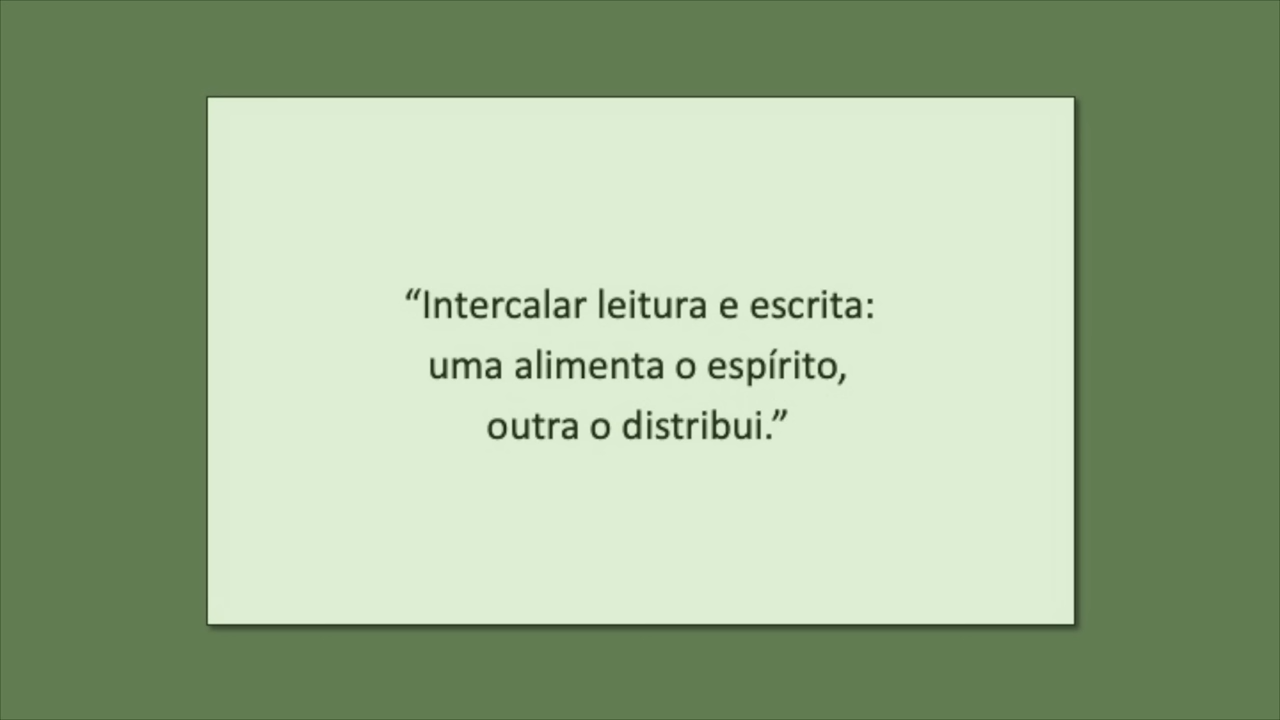 “Intercalar leitura e escrita:
uma alimenta o espírito,
outra o distribui.”